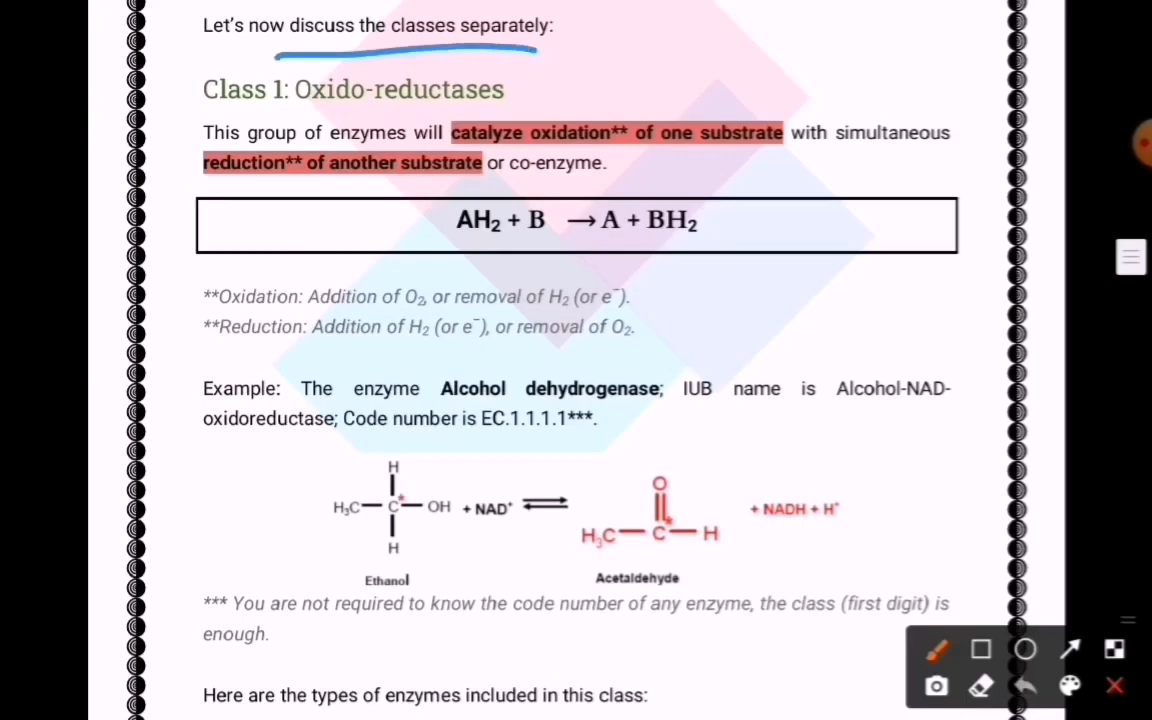 Let's now discuss the classes separately:
Class 1: Oxido-reductases
This group of enzymes will catalyze oxidation** of one substrate with simultaneous
reduction** of another substrate or co-enzyme.
AH₂ + B → A + BH₂
**Oxidation: Addition of O₂, or removal of H₂ (or e⁻).
**Reduction: Addition of H₂ (or e⁻), or removal of O₂.
Example: The enzyme Alcohol dehydrogenase; IUB name is Alcohol-NAD-
oxidoreductase; Code number is EC.1.1.1.1***.
H
O
H₃C — C* — OH + NAD⁺ ⇌
+ NADH + H⁺
H₃C — C* — H
H
Ethanol
Acetaldehyde
*** You are not required to know the code number of any enzyme, the class (first digit) is
enough.
Here are the types of enzymes included in this class: